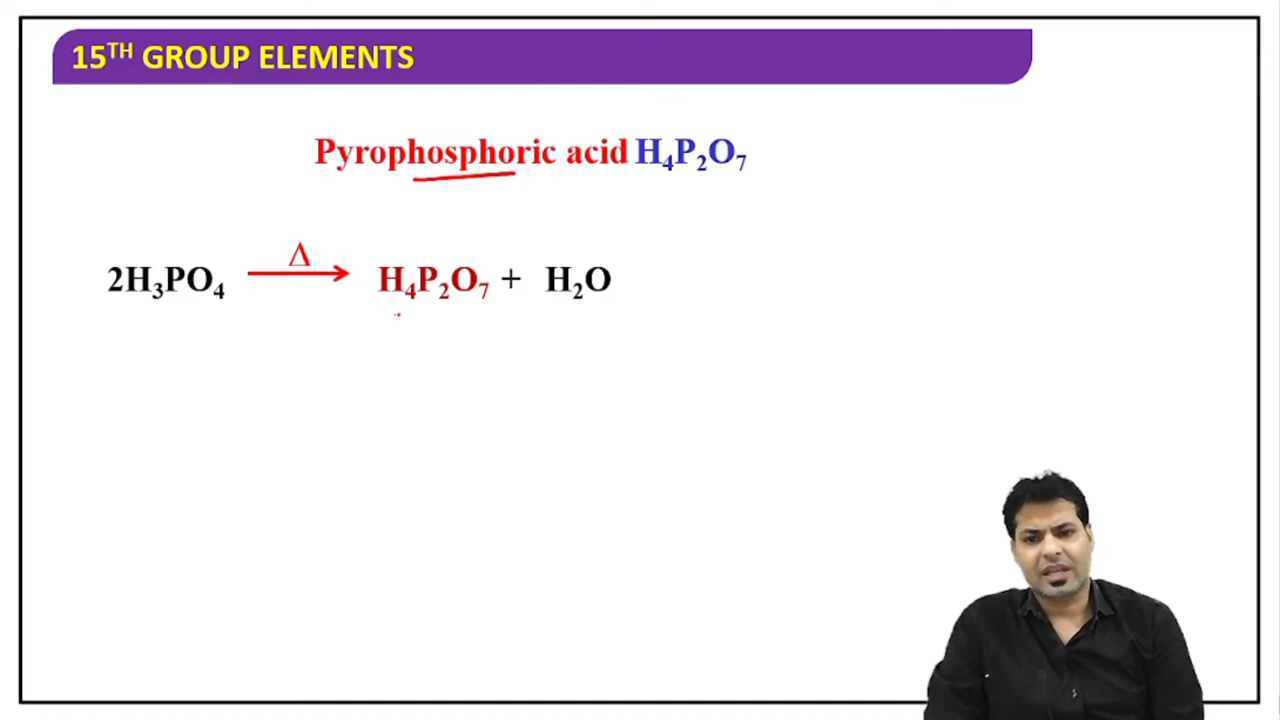 15TH GROUP ELEMENTS
Pyrophosphoric acid H₄P₂O₇
2H₃PO₄ Δ→ H₄P₂O₇ + H₂O